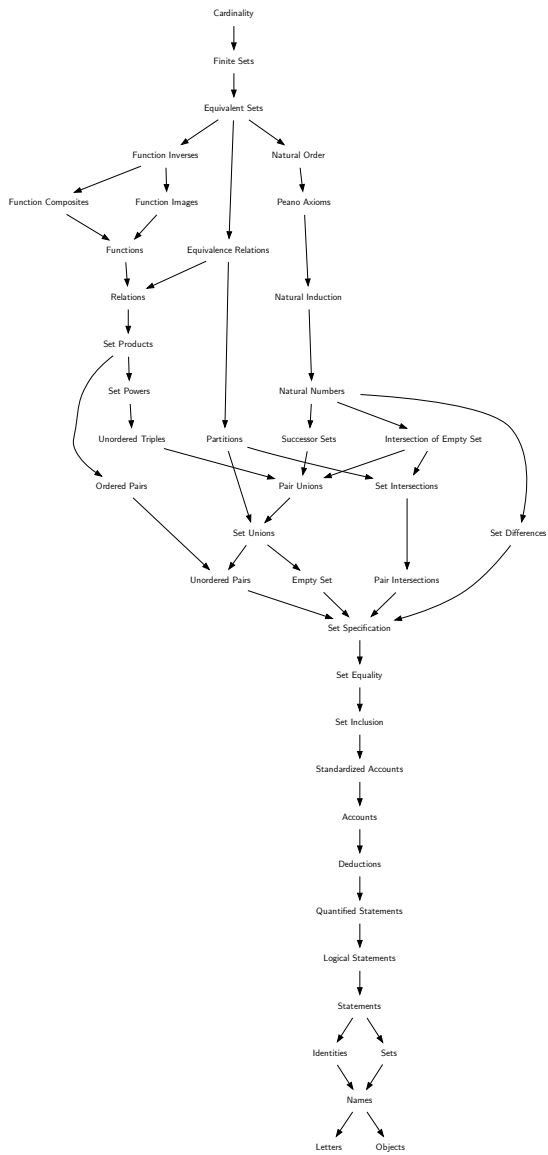 Cardinality
Finite Sets
Equivalent Sets
Function Inverses
Natural Order
Function Composites
Function Images
Peano Axioms
Functions
Equivalence Relations
Relations
Natural Induction
Set Products
Set Powers
Natural Numbers
Unordered Triples
Partitions
Successor Sets
Intersection of Empty Set
Ordered Pairs
Pair Unions
Set Intersections
Set Unions
Set Differences
Unordered Pairs
Empty Set
Pair Intersections
Set Specification
Set Equality
Set Inclusion
Standardized Accounts
Accounts
Deductions
Quantified Statements
Logical Statements
Statements
Identities
Sets
Names
Letters
Objects